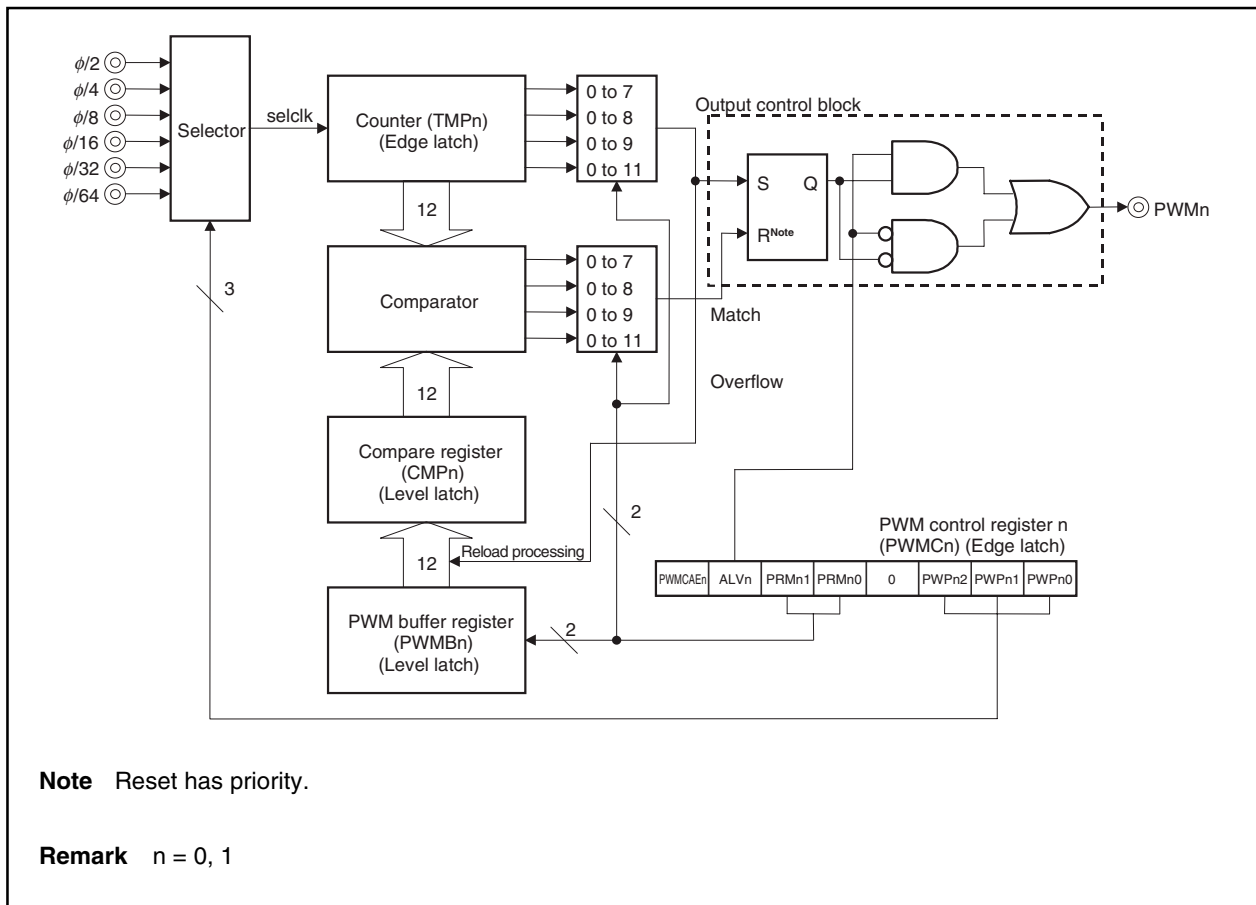 ϕ/2
ϕ/4
ϕ/8
ϕ/16
ϕ/32
ϕ/64
Selector
selclk
Counter (TMPn)
(Edge latch)
0 to 7
0 to 8
0 to 9
0 to 11
Output control block
S
Q
RNote
PWMn
12
3
Comparator
0 to 7
0 to 8
0 to 9
0 to 11
Match
Overflow
12
Compare register
(CMPn)
(Level latch)
2
Reload processing
12
PWM control register n
(PWMCn) (Edge latch)
PWMCAEn ALVn PRMn1 PRMn0 0 PWPn2 PWPn1 PWPn0
PWM buffer register
(PWMBn)
(Level latch)
2
Note Reset has priority.
Remark n = 0, 1